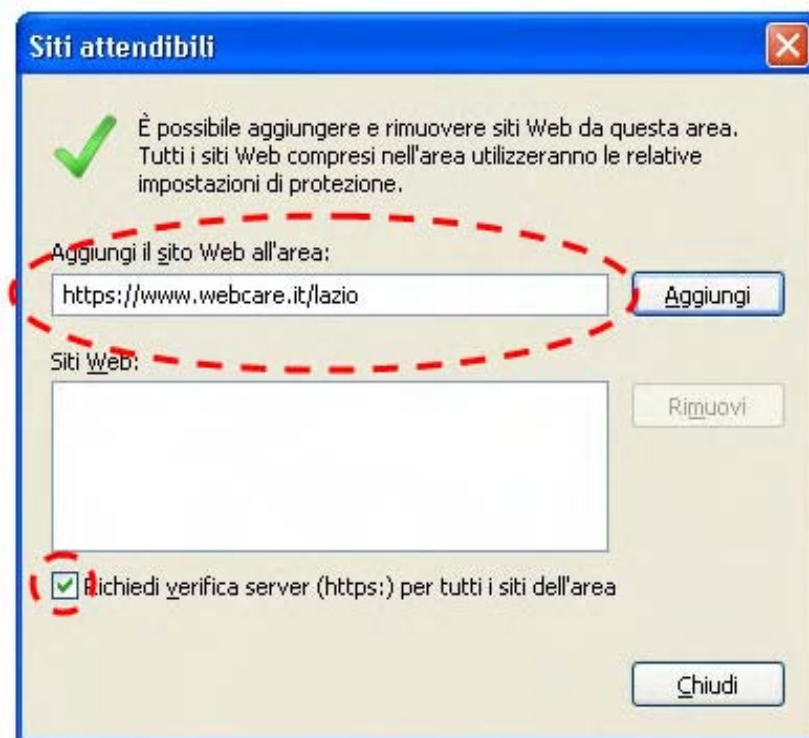 Siti attendibili
È possibile aggiungere e rimuovere siti Web da questa area.
Tutti i siti Web compresi nell'area utilizzeranno le relative
impostazioni di protezione.
Aggiungi il sito Web all'area:
https://www.webcare.it/lazio
Aggiungi
Siti Web:
Rimuovi
Richiedi verifica server (https:) per tutti i siti dell'area
Chiudi